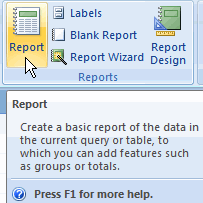 Labels
Blank Report
Report Wizard
Report
Report Design
Reports
Report
Create a basic report of the data in
the current query or table, to
which you can add features such
as groups or totals.
Press F1 for more help.